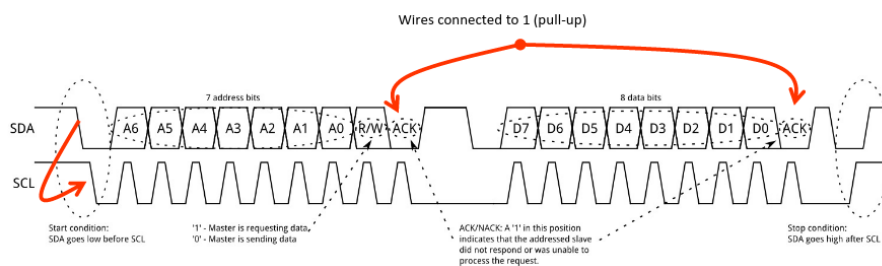 Wires connected to 1 (pull-up)
7 address bits
8 data bits
SDA
A6 A5 A4 A3 A2 A1 A0 R/W ACK
D7 D6 D5 D4 D3 D2 D1 D0 ACK
SCL
Start condition:
SDA goes low before SCL
'1' - Master is requesting data
'0' - Master is sending data
ACK/NACK: A '1' in this position
indicates that the addressed slave
did not respond or was unable to
process the request.
Stop condition:
SDA goes high after SCL